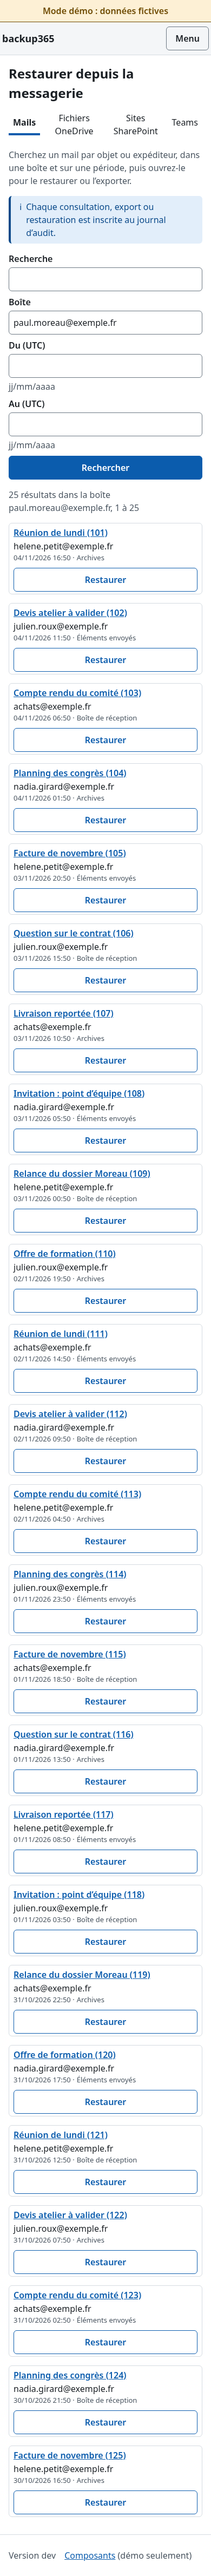 Mode démo : données fictives
backup365
Menu
Restaurer depuis la
messagerie
Mails
Fichiers
OneDrive
Sites
SharePoint
Teams
Cherchez un mail par objet ou expéditeur, dans
une boîte et sur une période, puis ouvrez-le
pour le restaurer ou l’exporter.
i Chaque consultation, export ou
restauration est inscrite au journal
d’audit.
Recherche
Boîte
paul.moreau@exemple.fr
Du (UTC)
jj/mm/aaaa
Au (UTC)
jj/mm/aaaa
Rechercher
25 résultats dans la boîte
paul.moreau@exemple.fr, 1 à 25
Réunion de lundi (101)
helene.petit@exemple.fr
04/11/2026 16:50 · Archives
Restaurer
Devis atelier à valider (102)
julien.roux@exemple.fr
04/11/2026 11:50 · Éléments envoyés
Restaurer
Compte rendu du comité (103)
achats@exemple.fr
04/11/2026 06:50 · Boîte de réception
Restaurer
Planning des congrès (104)
nadia.girard@exemple.fr
04/11/2026 01:50 · Archives
Restaurer
Facture de novembre (105)
helene.petit@exemple.fr
03/11/2026 20:50 · Éléments envoyés
Restaurer
Question sur le contrat (106)
julien.roux@exemple.fr
03/11/2026 15:50 · Boîte de réception
Restaurer
Livraison reportée (107)
achats@exemple.fr
03/11/2026 10:50 · Archives
Restaurer
Invitation : point d’équipe (108)
nadia.girard@exemple.fr
03/11/2026 05:50 · Éléments envoyés
Restaurer
Relance du dossier Moreau (109)
helene.petit@exemple.fr
03/11/2026 00:50 · Boîte de réception
Restaurer
Offre de formation (110)
julien.roux@exemple.fr
02/11/2026 19:50 · Archives
Restaurer
Réunion de lundi (111)
achats@exemple.fr
02/11/2026 14:50 · Éléments envoyés
Restaurer
Devis atelier à valider (112)
nadia.girard@exemple.fr
02/11/2026 09:50 · Boîte de réception
Restaurer
Compte rendu du comité (113)
helene.petit@exemple.fr
02/11/2026 04:50 · Archives
Restaurer
Planning des congrès (114)
julien.roux@exemple.fr
01/11/2026 23:50 · Éléments envoyés
Restaurer
Facture de novembre (115)
achats@exemple.fr
01/11/2026 18:50 · Boîte de réception
Restaurer
Question sur le contrat (116)
nadia.girard@exemple.fr
01/11/2026 13:50 · Archives
Restaurer
Livraison reportée (117)
helene.petit@exemple.fr
01/11/2026 08:50 · Éléments envoyés
Restaurer
Invitation : point d’équipe (118)
julien.roux@exemple.fr
01/11/2026 03:50 · Boîte de réception
Restaurer
Relance du dossier Moreau (119)
achats@exemple.fr
31/10/2026 22:50 · Archives
Restaurer
Offre de formation (120)
nadia.girard@exemple.fr
31/10/2026 17:50 · Éléments envoyés
Restaurer
Réunion de lundi (121)
helene.petit@exemple.fr
31/10/2026 12:50 · Boîte de réception
Restaurer
Devis atelier à valider (122)
julien.roux@exemple.fr
31/10/2026 07:50 · Archives
Restaurer
Compte rendu du comité (123)
achats@exemple.fr
31/10/2026 02:50 · Éléments envoyés
Restaurer
Planning des congrès (124)
nadia.girard@exemple.fr
30/10/2026 21:50 · Boîte de réception
Restaurer
Facture de novembre (125)
helene.petit@exemple.fr
30/10/2026 16:50 · Archives
Restaurer
Version dev Composants (démo seulement)